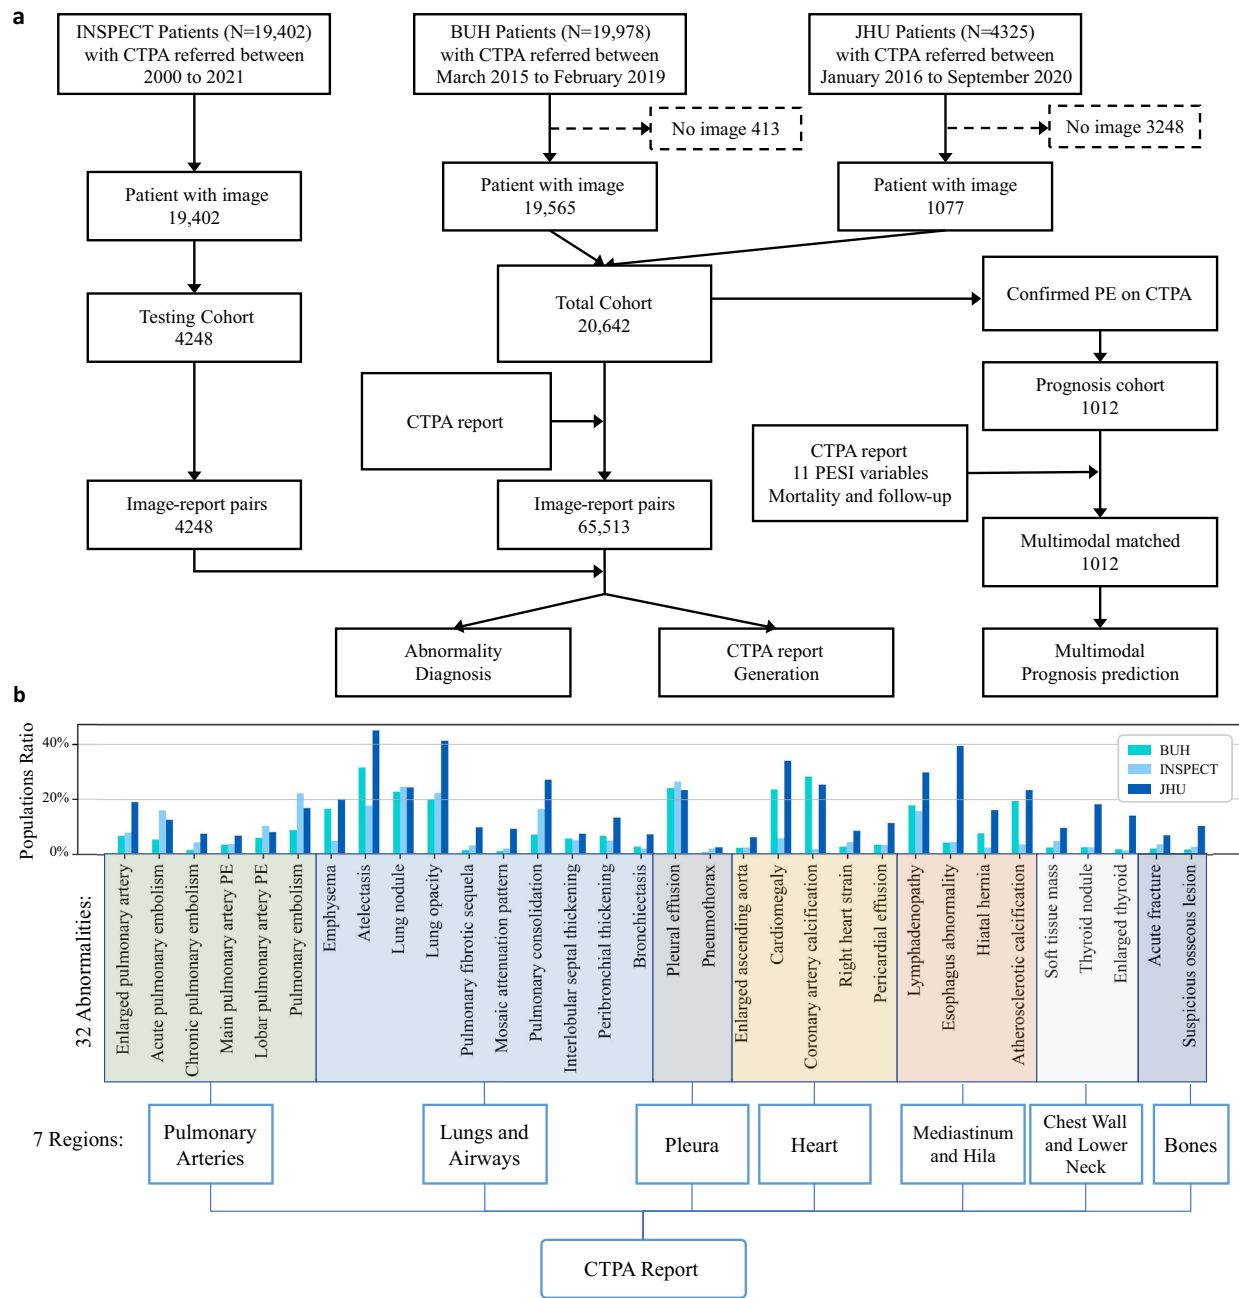 a
INSPECT Patients (N=19,402)
with CTPA referred between
2000 to 2021
BUH Patients (N=19,978)
with CTPA referred between
March 2015 to February 2019
JHU Patients (N=4325)
with CTPA referred between
January 2016 to September 2020
No image 413
No image 3248
Patient with image
19,402
Patient with image
19,565
Patient with image
1077
Testing Cohort
4248
Total Cohort
20,642
Confirmed PE on CTPA
Prognosis cohort
1012
CTPA report
CTPA report
11 PESI variables
Mortality and follow-up
Image-report pairs
4248
Image-report pairs
65,513
Multimodal matched
1012
Abnormality
Diagnosis
CTPA report
Generation
Multimodal
Prognosis prediction
b
Populations Ratio
40%
20%
0%
BUH
INSPECT
JHU
32 Abnormalities:
Enlarged pulmonary artery
Acute pulmonary embolism
Chronic pulmonary embolism
Main pulmonary artery PE
Lobar pulmonary artery PE
Pulmonary embolism
Emphysema
Atelectasis
Lung nodule
Lung opacity
Pulmonary fibrotic sequela
Mosaic attenuation pattern
Pulmonary consolidation
Interlobular septal thickening
Peribronchial thickening
Bronchiectasis
Pleural effusion
Pneumothorax
Enlarged ascending aorta
Cardiomegaly
Coronary artery calcification
Right heart strain
Pericardial effusion
Lymphadenopathy
Esophagus abnormality
Hiatal hernia
Atherosclerotic calcification
Soft tissue mass
Thyroid nodule
Enlarged thyroid
Acute fracture
Suspicious osseous lesion
7 Regions:
Pulmonary
Arteries
Lungs and
Airways
Pleura
Heart
Mediastinum
and Hila
Chest Wall
and Lower
Neck
Bones
CTPA Report